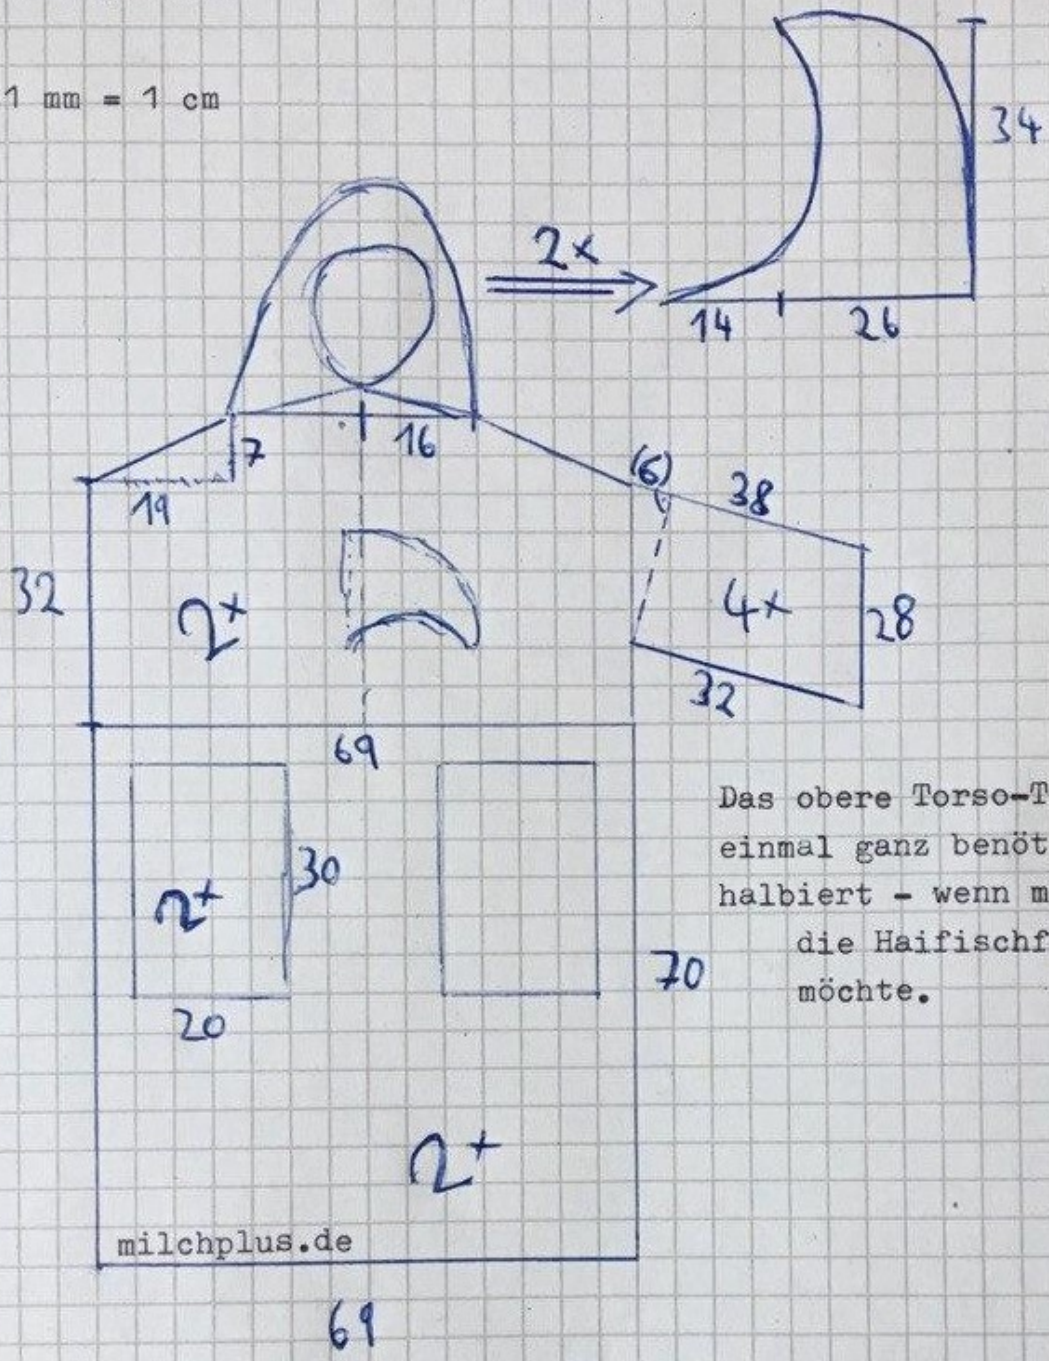 1 mm = 1 cm
34
2x
14
26
7
16
19
(6)
38
32
2x
4x
28
32
69
Das obere Torso-T
einmal ganz benöt
halbiert - wenn m
die Haifischf
möchte.
30
2x
70
20
2x
milchplus.de
69